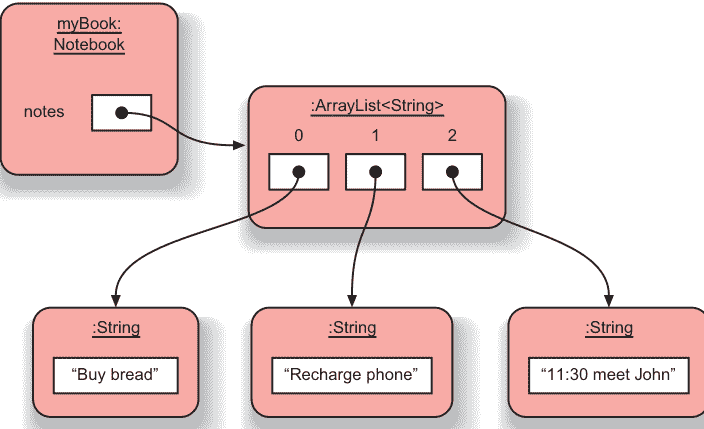 myBook:
Notebook
notes
:ArrayList<String>
0 1 2
:String
“Buy bread”
:String
“Recharge phone”
:String
“11:30 meet John”